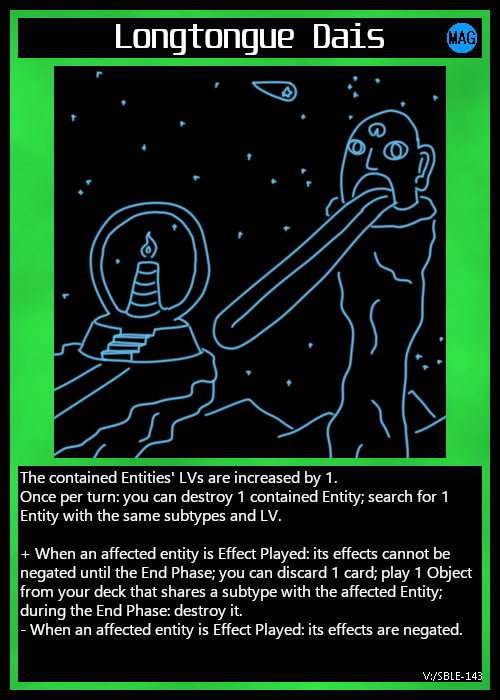 Longtongue Dais
MAG
The contained Entities' LVs are increased by 1.
Once per turn: you can destroy 1 contained Entity; search for 1
Entity with the same subtypes and LV.
+ When an affected entity is Effect Played: its effects cannot be
negated until the End Phase; you can discard 1 card; play 1 Object
from your deck that shares a subtype with the affected Entity;
during the End Phase: destroy it.
- When an affected entity is Effect Played: its effects are negated.
V:/SBLE-143